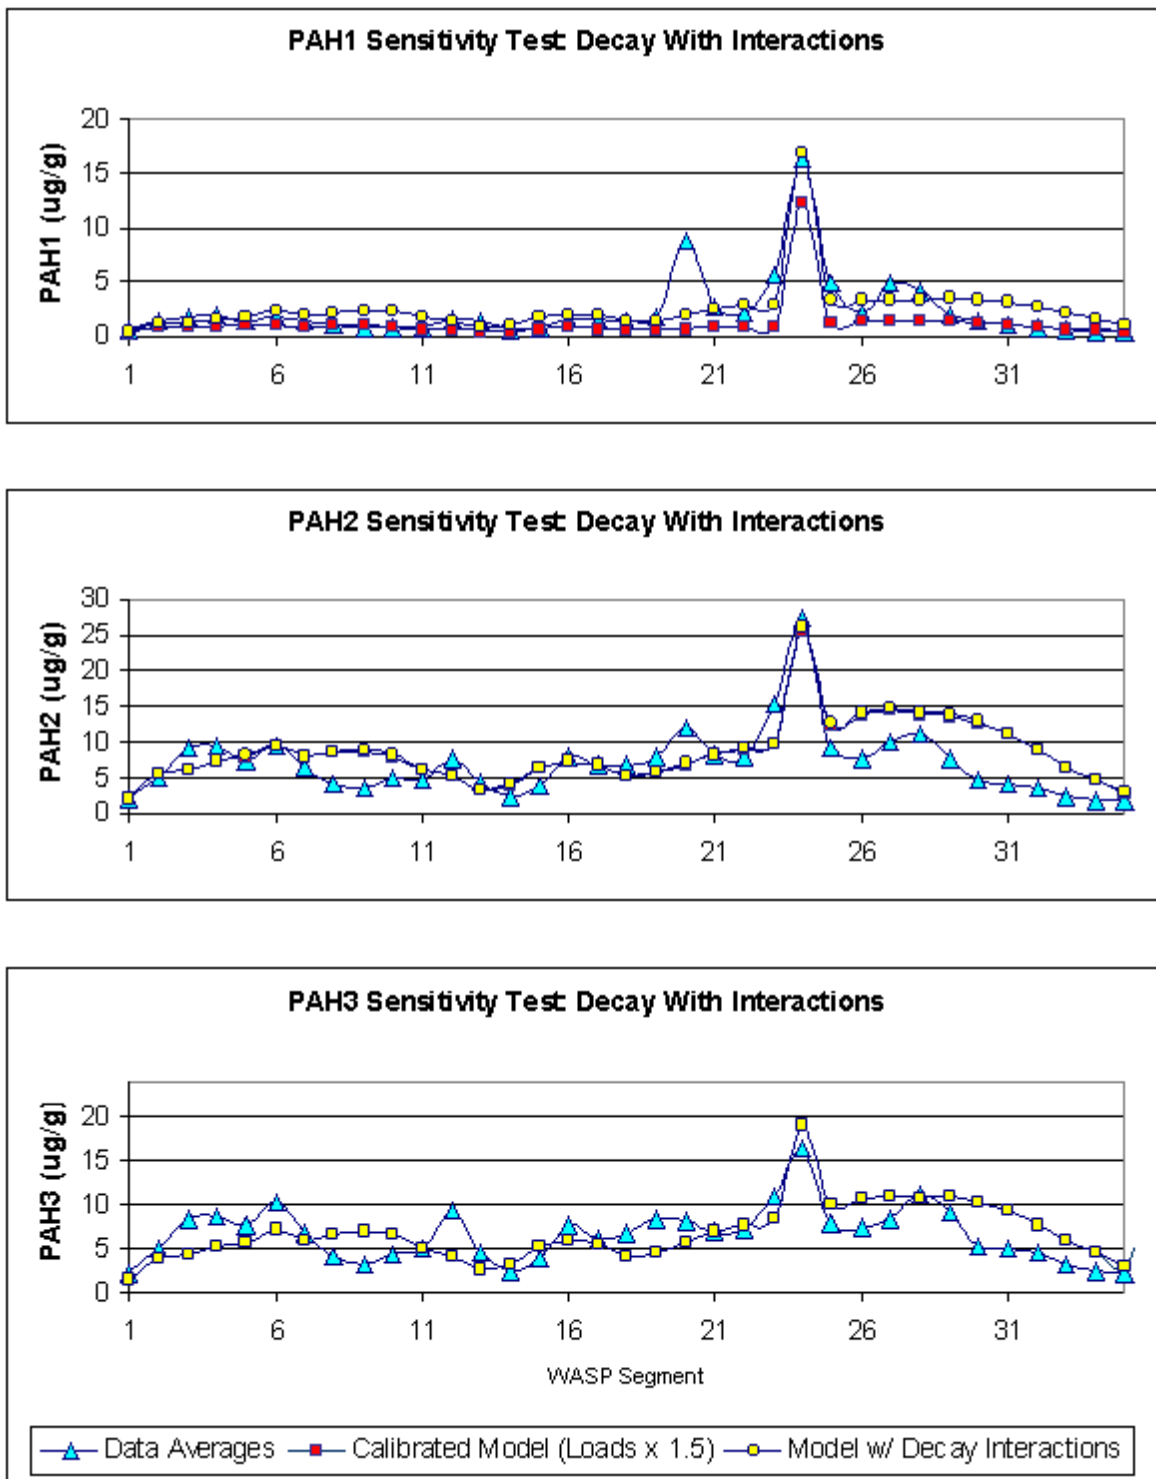 PAH1 Sensitivity Test: Decay With Interactions
PAH1 (ug/g)
20
15
10
5
0
1 6 11 16 21 26 31
PAH2 Sensitivity Test: Decay With Interactions
PAH2 (ug/g)
30
25
20
15
10
5
0
1 6 11 16 21 26 31
PAH3 Sensitivity Test: Decay With Interactions
PAH3 (ug/g)
20
15
10
5
0
1 6 11 16 21 26 31
WASP Segment
Data Averages Calibrated Model (Loads x 1.5) Model w/ Decay Interactions